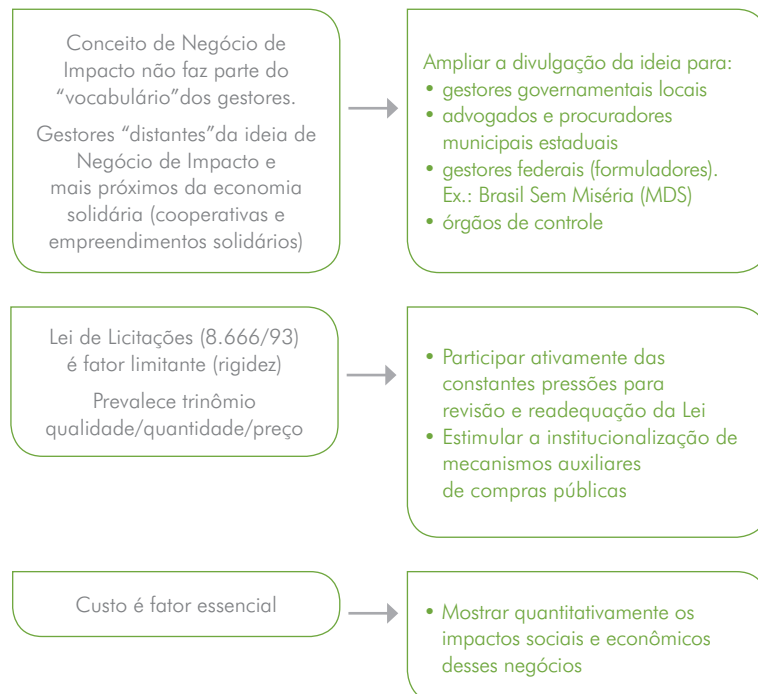 Conceito de Negócio de
Impacto não faz parte do
“vocabulário”dos gestores.
Gestores “distantes”da ideia de
Negócio de Impacto e
mais próximos da economia
solidária (cooperativas e
empreendimentos solidários)
Ampliar a divulgação da ideia para:
• gestores governamentais locais
• advogados e procuradores
municipais estaduais
• gestores federais (formuladores).
Ex.: Brasil Sem Miséria (MDS)
• órgãos de controle
Lei de Licitações (8.666/93)
é fator limitante (rigidez)
Prevalece trinômio
qualidade/quantidade/preço
• Participar ativamente das
constantes pressões para
revisão e readequação da Lei
• Estimular a institucionalização de
mecanismos auxiliares
de compras públicas
Custo é fator essencial
• Mostrar quantitativamente os
impactos sociais e econômicos
desses negócios